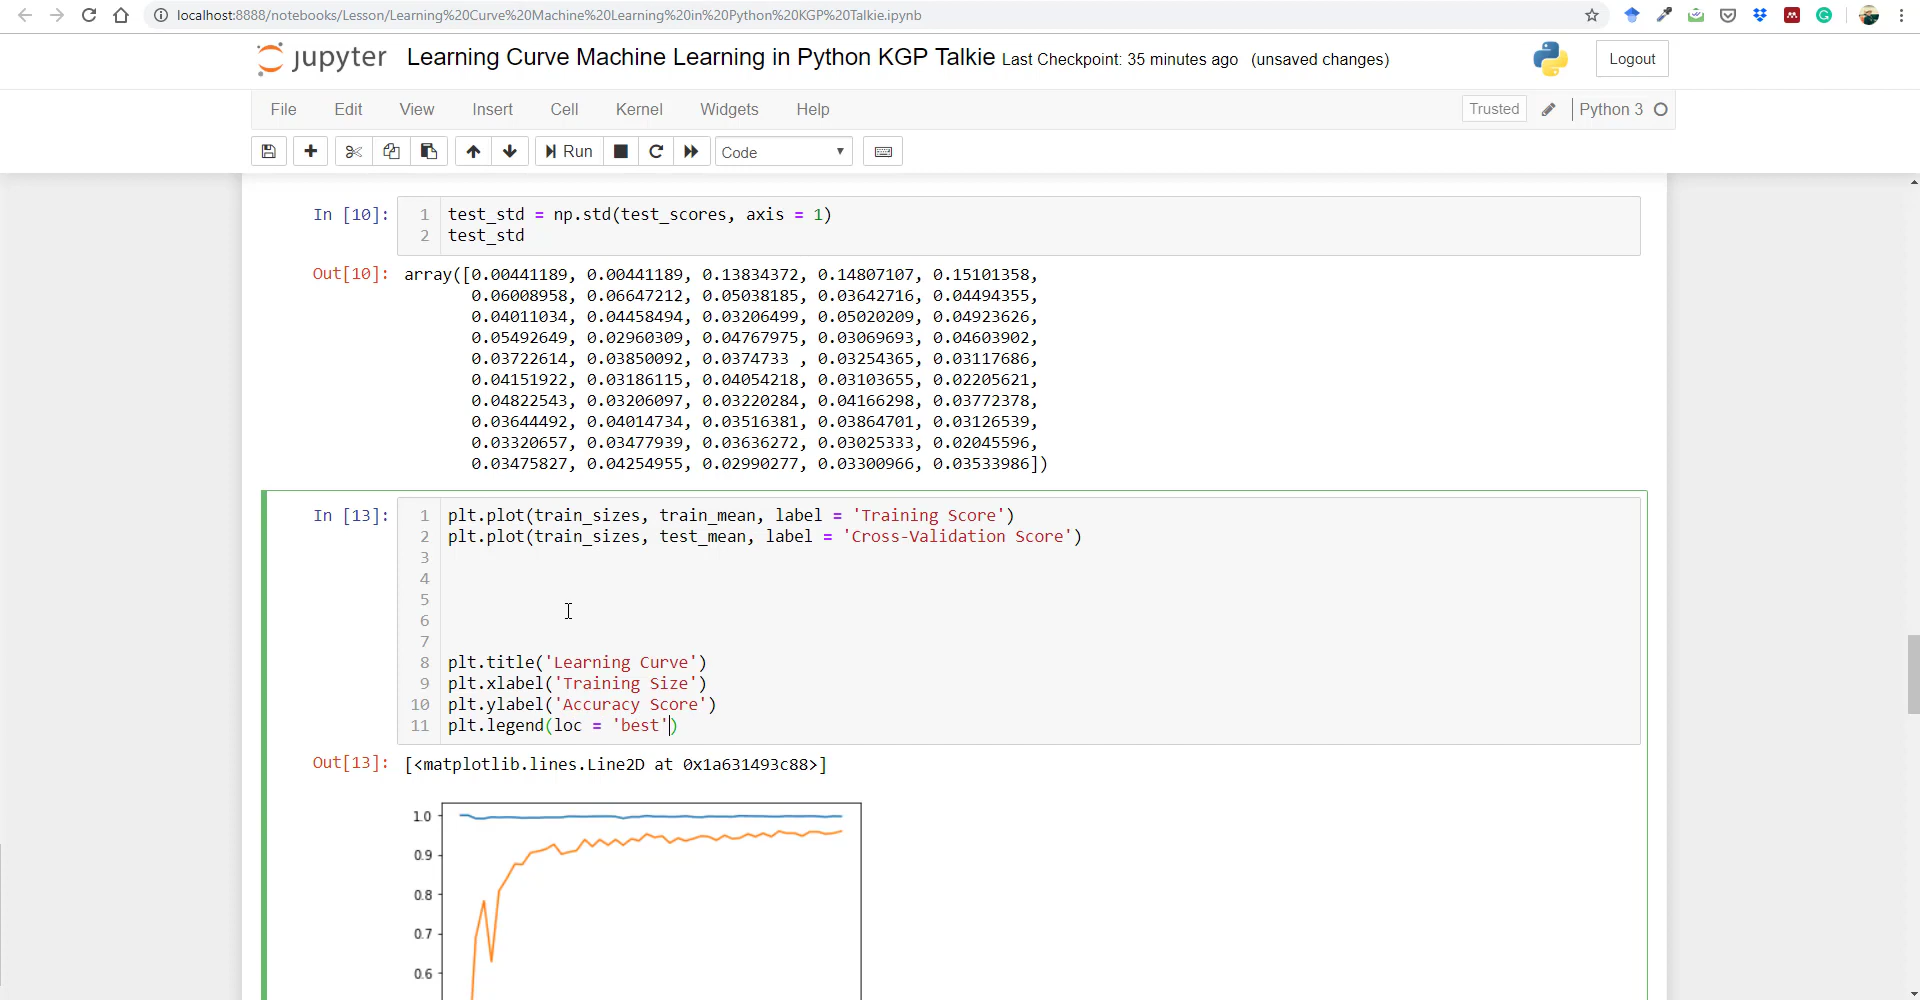 localhost:8888/notebooks/Lesson/Learning%20Curve%20Machine%20Learning%20in%20Python%20KGP%20Talkie.ipynb
jupyter Learning Curve Machine Learning in Python KGP Talkie Last Checkpoint: 35 minutes ago (unsaved changes) Logout
File Edit View Insert Cell Kernel Widgets Help Trusted Python 3
Run Code
In [10]: 1 test_std = np.std(test_scores, axis = 1)
2 test_std
Out[10]: array([0.00441189, 0.00441189, 0.13834372, 0.14807107, 0.15101358,
0.06008958, 0.06647212, 0.05038185, 0.03642716, 0.04494355,
0.04011034, 0.04458494, 0.03206499, 0.05020209, 0.04923626,
0.05492649, 0.02960309, 0.04767975, 0.03069693, 0.04603902,
0.03722614, 0.03850092, 0.0374733 , 0.03254365, 0.03117686,
0.04151922, 0.03186115, 0.04054218, 0.03103655, 0.02205621,
0.04822543, 0.03206097, 0.03220284, 0.04166298, 0.03772378,
0.03644492, 0.04014734, 0.03516381, 0.03864701, 0.03126539,
0.03320657, 0.03477939, 0.03636272, 0.03025333, 0.02045596,
0.03475827, 0.04254955, 0.02990277, 0.03300966, 0.03533986])
In [13]: 1 plt.plot(train_sizes, train_mean, label = 'Training Score')
2 plt.plot(train_sizes, test_mean, label = 'Cross-Validation Score')
3
4
5
6
7
8 plt.title('Learning Curve')
9 plt.xlabel('Training Size')
10 plt.ylabel('Accuracy Score')
11 plt.legend(loc = 'best')
Out[13]: [<matplotlib.lines.Line2D at 0x1a631493c88>]
1.0
0.9
0.8
0.7
0.6